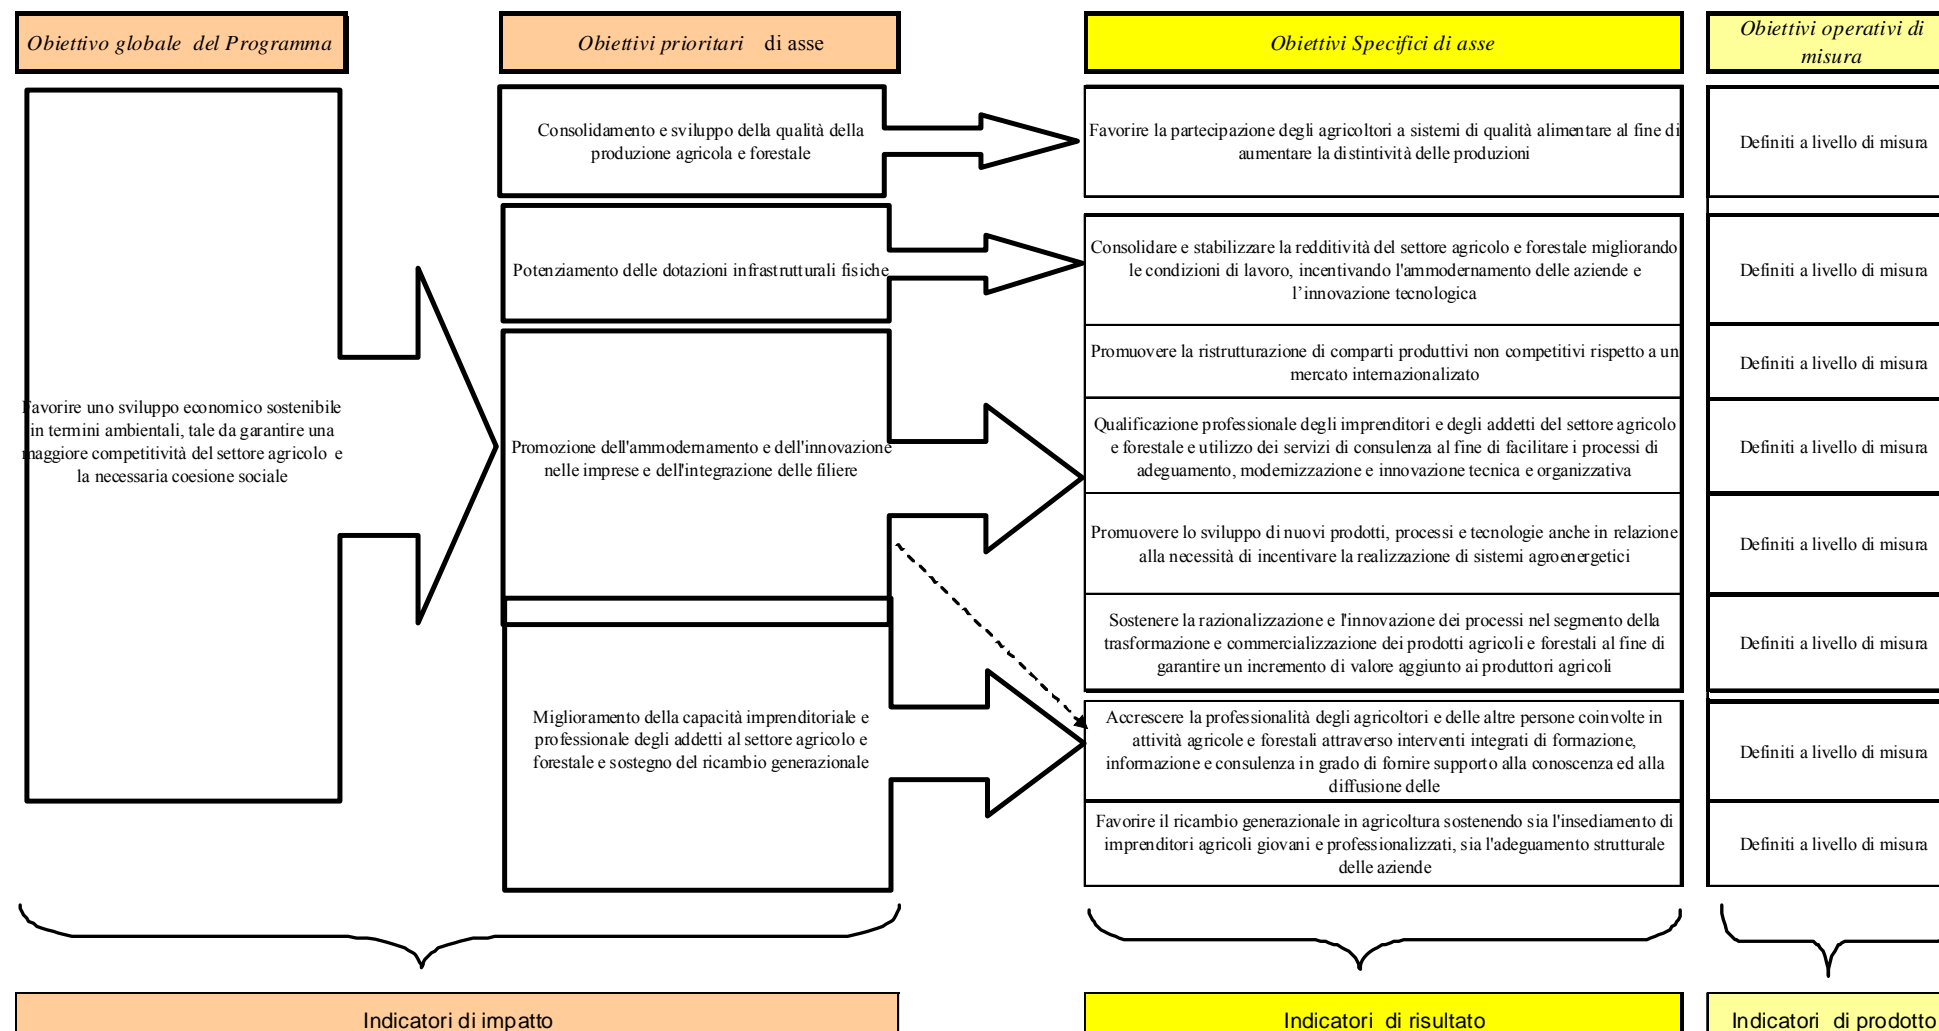 Obiettivo globale del Programma
Obiettivi prioritari di asse
Obiettivi Specifici di asse
Obiettivi operativi di
misura
Favorire uno sviluppo economico sostenibile
in termini ambientali, tale da garantire una
maggiore competitività del settore agricolo e
la necessaria coesione sociale
Consolidamento e sviluppo della qualità della
produzione agricola e forestale
Potenziamento delle dotazioni infrastrutturali fisiche
Promozione dell'ammodernamento e dell'innovazione
nelle imprese e dell'integrazione delle filiere
Miglioramento della capacità imprenditoriale e
professionale degli addetti al settore agricolo e
forestale e sostegno del ricambio generazionale
Favorire la partecipazione degli agricoltori a sistemi di qualità alimentare al fine di
aumentare la distintività delle produzioni
Consolidare e stabilizzare la redditività del settore agricolo e forestale migliorando
le condizioni di lavoro, incentivando l'ammodernamento delle aziende e
l’innovazione tecnologica
Promuovere la ristrutturazione di comparti produttivi non competitivi rispetto a un
mercato internazionalizato
Qualificazione professionale degli imprenditori e degli addetti del settore agricolo
e forestale e utilizzo dei servizi di consulenza al fine di facilitare i processi di
adeguamento, modernizzazione e innovazione tecnica e organizzativa
Promuovere lo sviluppo di nuovi prodotti, processi e tecnologie anche in relazione
alla necessità di incentivare la realizzazione di sistemi agroenergetici
Sostenere la razionalizzazione e l'innovazione dei processi nel segmento della
trasformazione e commercializzazione dei prodotti agricoli e forestali al fine di
garantire un incremento di valore aggiunto ai produttori agricoli
Accrescere la professionalità degli agricoltori e delle altre persone coinvolte in
attività agricole e forestali attraverso interventi integrati di formazione,
informazione e consulenza in grado di fornire supporto alla conoscenza ed alla
diffusione delle
Favorire il ricambio generazionale in agricoltura sostenendo sia l'insediamento di
imprenditori agricoli giovani e professionalizzati, sia l'adeguamento strutturale
delle aziende
Definiti a livello di misura
Definiti a livello di misura
Definiti a livello di misura
Definiti a livello di misura
Definiti a livello di misura
Definiti a livello di misura
Definiti a livello di misura
Definiti a livello di misura
Indicatori di impatto
Indicatori di risultato
Indicatori di prodotto